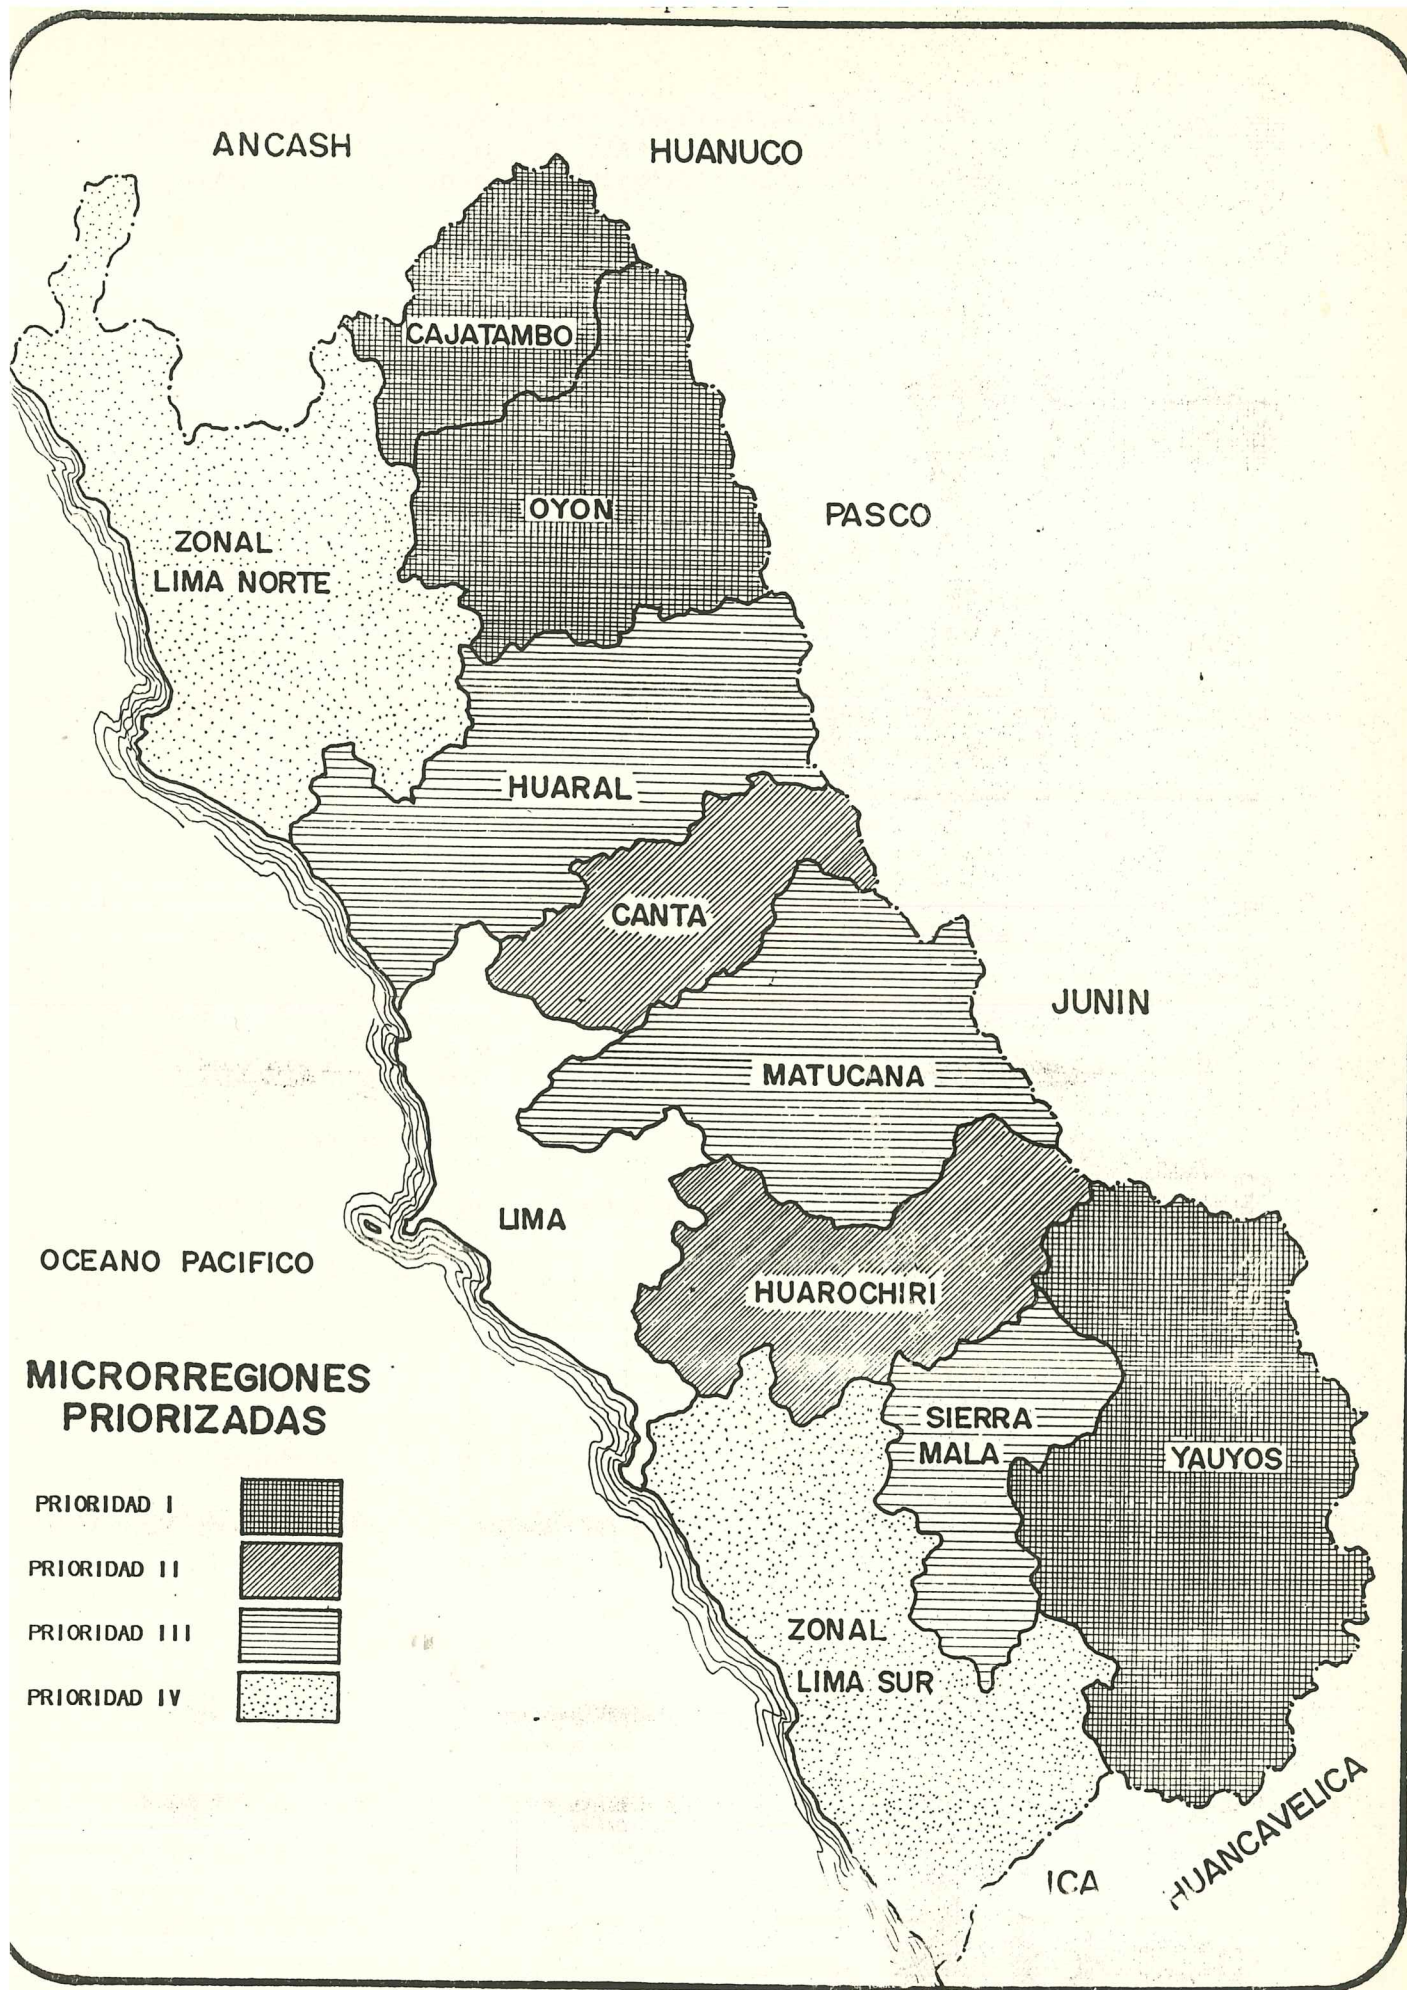 ANCASH
HUANUCO
CAJATAMBO
OYON
PASCO
ZONAL
LIMA NORTE
HUARAL
CANTA
JUNIN
MATUCANA
LIMA
OCEANO PACIFICO
HUAROCHIRI
MICRORREGIONES
PRIORIZADAS
SIERRA
MALA
YAUYOS
PRIORIDAD I
PRIORIDAD II
PRIORIDAD III
PRIORIDAD IV
ZONAL
LIMA SUR
ICA
HUANCAVELICA